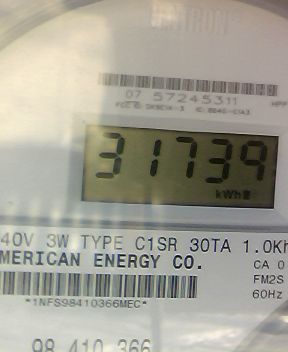 07 57245311
31739
kWh
40V 3W TYPE C1SR 30TA 1.0Kh
MERICAN ENERGY CO.
CA 0
FM2S
60Hz
*1NFS98410366MEC*
98 410 366